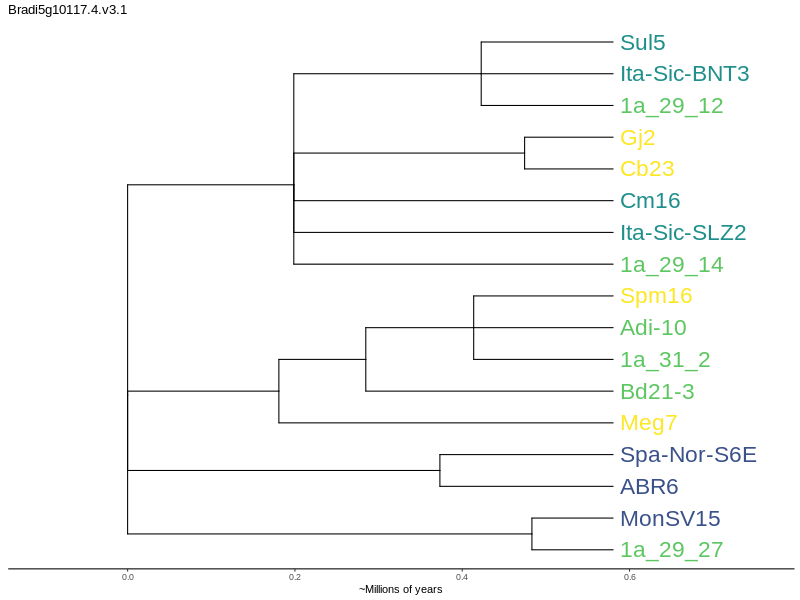 Bradi5g10117.4.v3.1
Sul5
Ita-Sic-BNT3
1a_29_12
Gj2
Cb23
Cm16
Ita-Sic-SLZ2
1a_29_14
Spm16
Adi-10
1a_31_2
Bd21-3
Meg7
Spa-Nor-S6E
ABR6
MonSV15
1a_29_27
0.0 0.2 0.4 0.6
~Millions of years